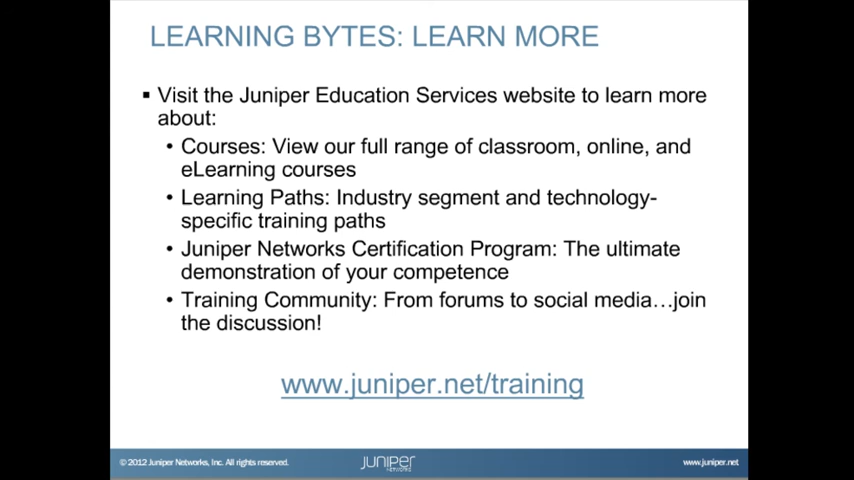 LEARNING BYTES: LEARN MORE
▪ Visit the Juniper Education Services website to learn more
about:
• Courses: View our full range of classroom, online, and
eLearning courses
• Learning Paths: Industry segment and technology-
specific training paths
• Juniper Networks Certification Program: The ultimate
demonstration of your competence
• Training Community: From forums to social media…join
the discussion!
www.juniper.net/training
© 2012 Juniper Networks, Inc. All rights reserved.
JUNIPER
NETWORKS
www.juniper.net